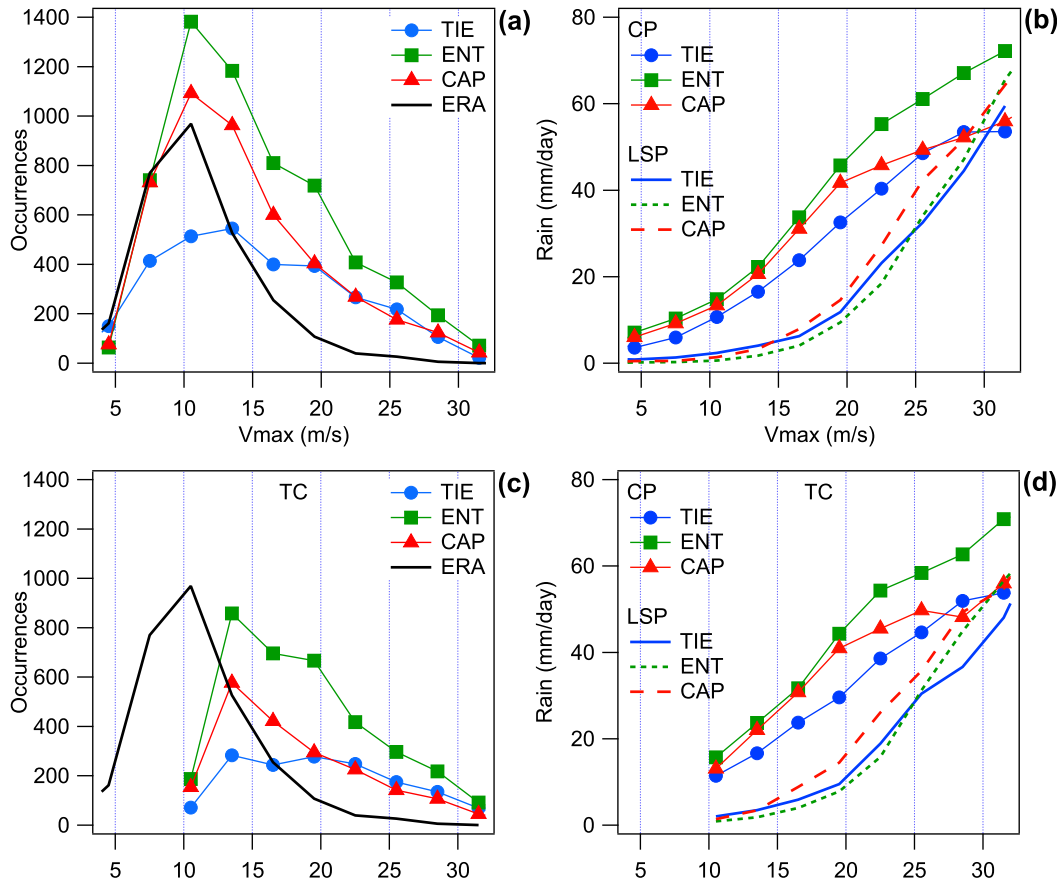 (a)
1400
1200
1000
800
600
400
200
0
Occurrences
TIE
ENT
CAP
ERA
5 10 15 20 25 30
Vmax (m/s)
(b)
80
60
40
20
0
Rain (mm/day)
CP
TIE
ENT
CAP
LSP
TIE
ENT
CAP
5 10 15 20 25 30
Vmax (m/s)
(c)
TC
1400
1200
1000
800
600
400
200
0
Occurrences
TIE
ENT
CAP
ERA
5 10 15 20 25 30
(d)
TC
80
60
40
20
0
Rain (mm/day)
CP
TIE
ENT
CAP
LSP
TIE
ENT
CAP
5 10 15 20 25 30